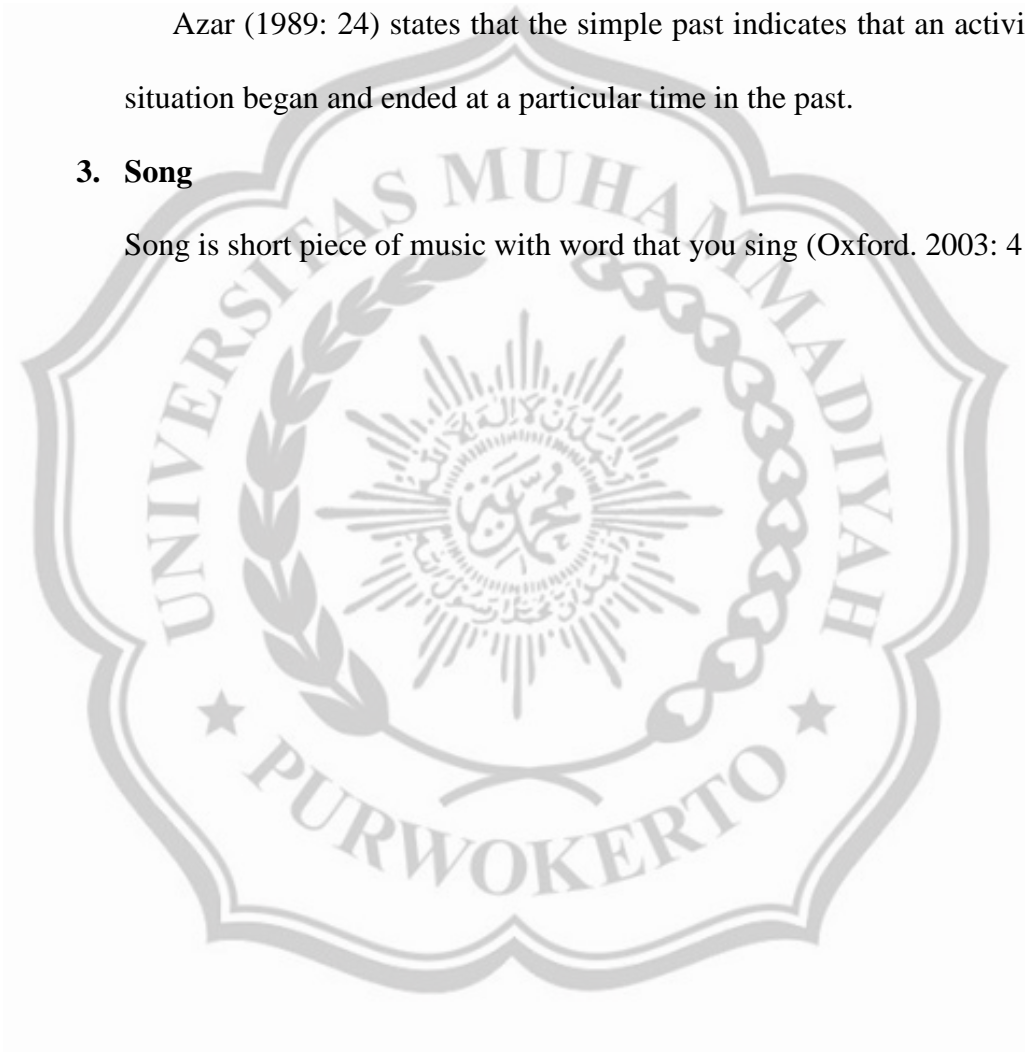 Azar (1989: 24) states that the simple past indicates that an activi
situation began and ended at a particular time in the past.
3. Song
Song is short piece of music with word that you sing (Oxford. 2003: 4
UNIVERSITAS MUHAMMADIYAH
PURWOKERTO